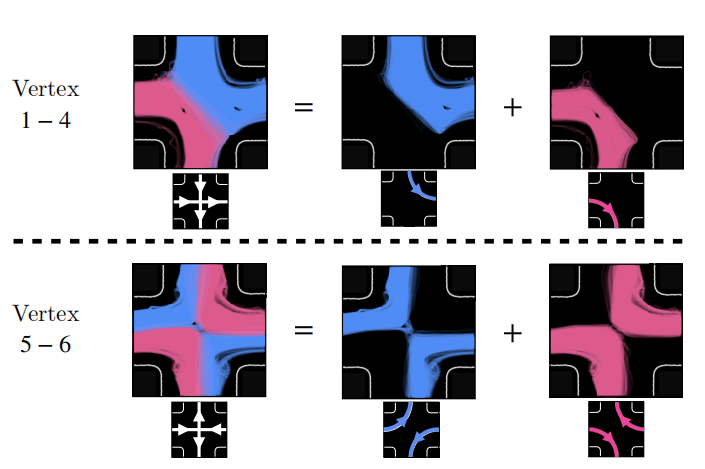 Vertex
1 – 4
=
+
Vertex
5 – 6
=
+